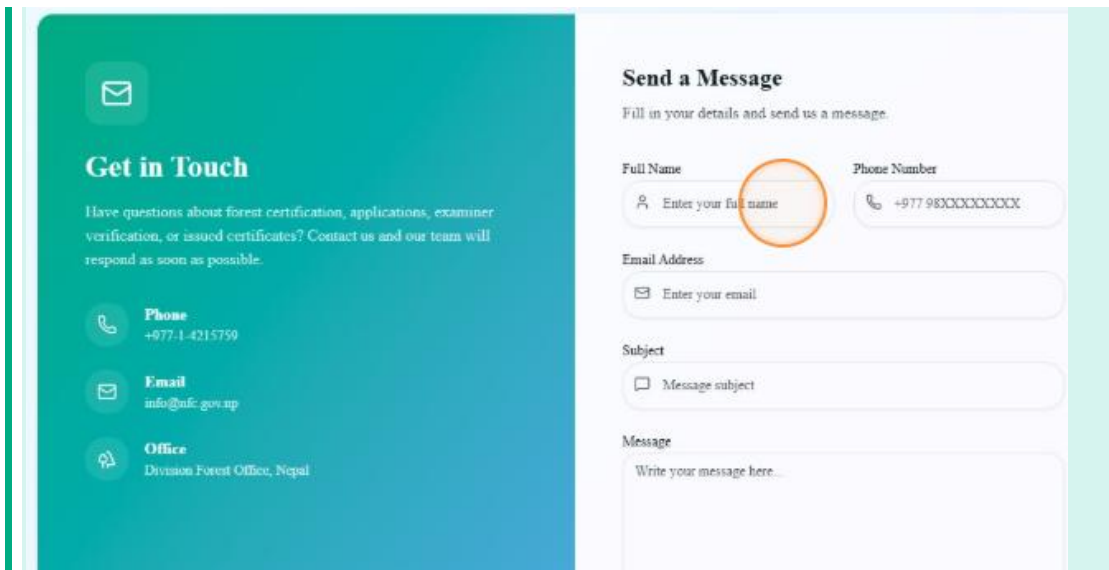 Get in Touch
Have questions about forest certification, applications, examiner
verification, or issued certificates? Contact us and our team will
respond as soon as possible.
Phone
+977-1-4215759
Email
info@nfc.gov.np
Office
Division Forest Office, Nepal
Send a Message
Fill in your details and send us a message.
Full Name
Enter your full name
Phone Number
+977 98XXXXXXXX
Email Address
Enter your email
Subject
Message subject
Message
Write your message here...